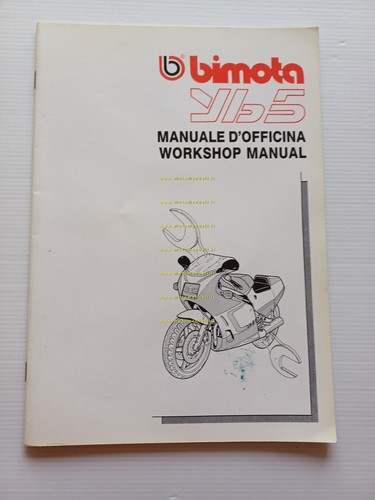 b bimota
Yb5
MANUALE D'OFFICINA
WORKSHOP MANUAL